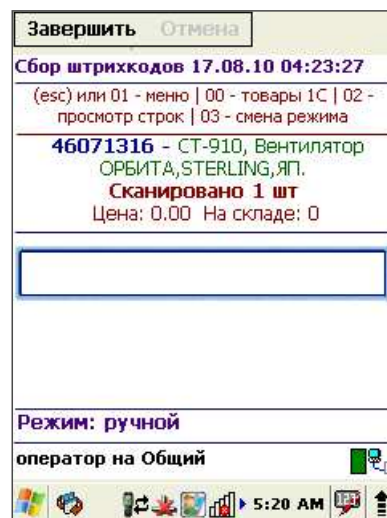 Завершить Отмена
Сбор штрихкодов 17.08.10 04:23:27
(esc) или 01 - меню | 00 - товары 1С | 02 -
просмотр строк | 03 - смена режима
46071316 - СТ-910, Вентилятор
ОРБИТА,STERLING,ЯП.
Сканировано 1 шт
Цена: 0.00 На складе: 0
Режим: ручной
оператор на Общий
5:20 AM